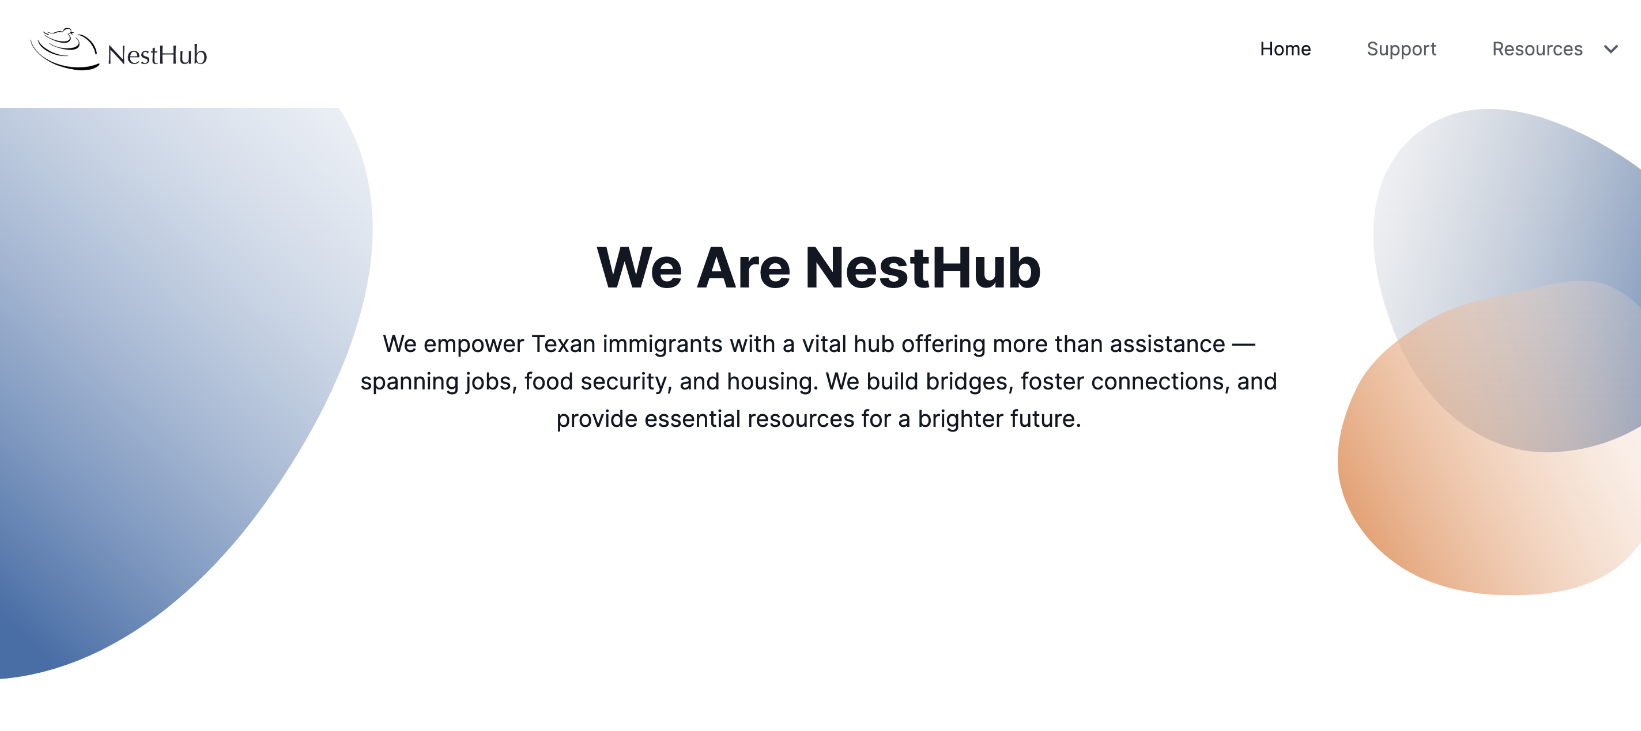 NestHub
Home
Support
Resources
We Are NestHub
We empower Texan immigrants with a vital hub offering more than assistance —
spanning jobs, food security, and housing. We build bridges, foster connections, and
provide essential resources for a brighter future.